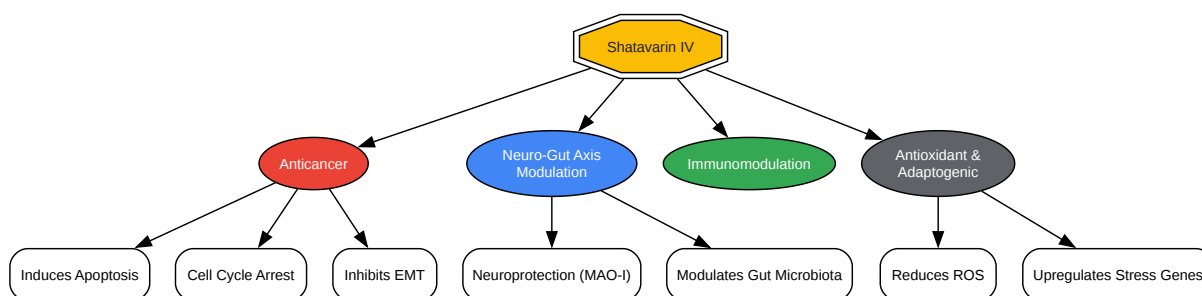 Shatavarin IV
Anticancer
Neuro-Gut Axis
Modulation
Immunomodulation
Antioxidant &
Adaptogenic
Induces Apoptosis
Cell Cycle Arrest
Inhibits EMT
Neuroprotection (MAO-I)
Modulates Gut Microbiota
Reduces ROS
Upregulates Stress Genes